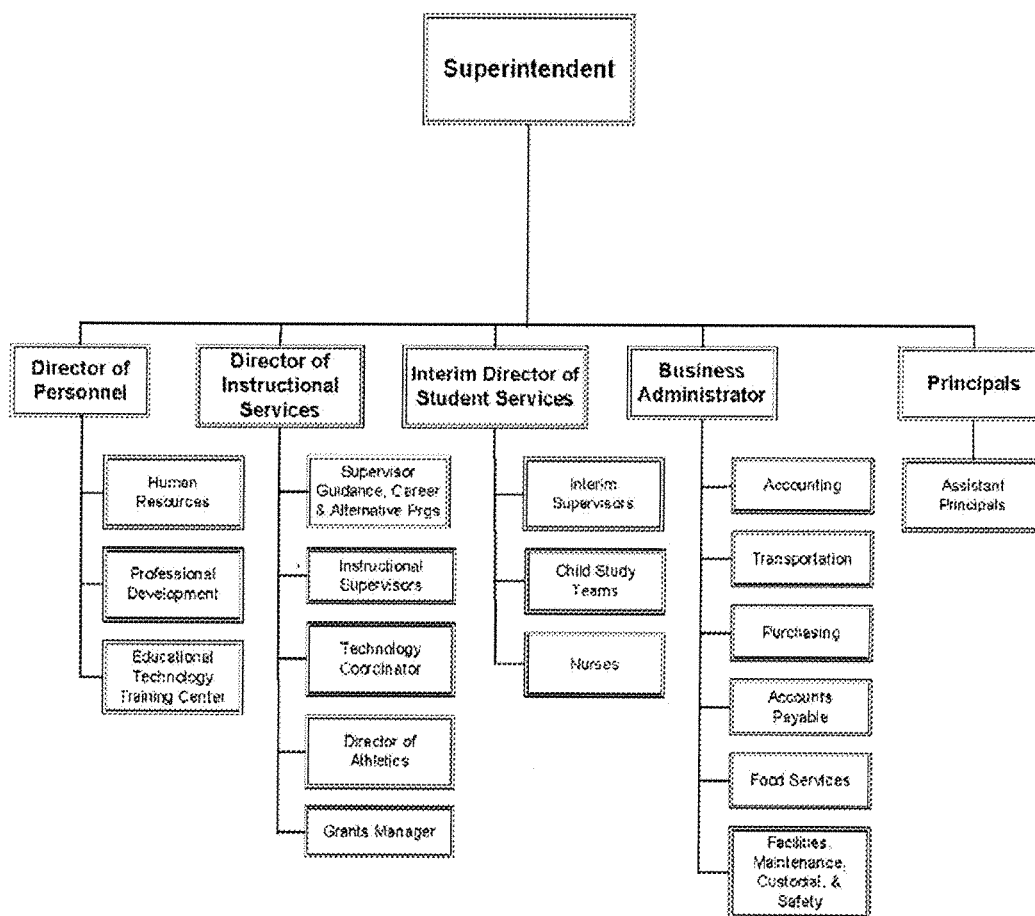 Superintendent
Director of
Personnel
Human
Resources
Professional
Development
Educational
Technology
Training Center
Director of
Instructional
Services
Supervisor
Guidance, Career
& Alternative Prgs
Instructional
Supervisors
Technology
Coordinator
Director of
Athletics
Grants Manager
Interim Director of
Student Services
Interim
Supervisors
Child Study
Teams
Nurses
Business
Administrator
Accounting
Transportation
Purchasing
Accounts
Payable
Food Services
Facilities,
Maintenance,
Custodial, &
Safety
Principals
Assistant
Principals